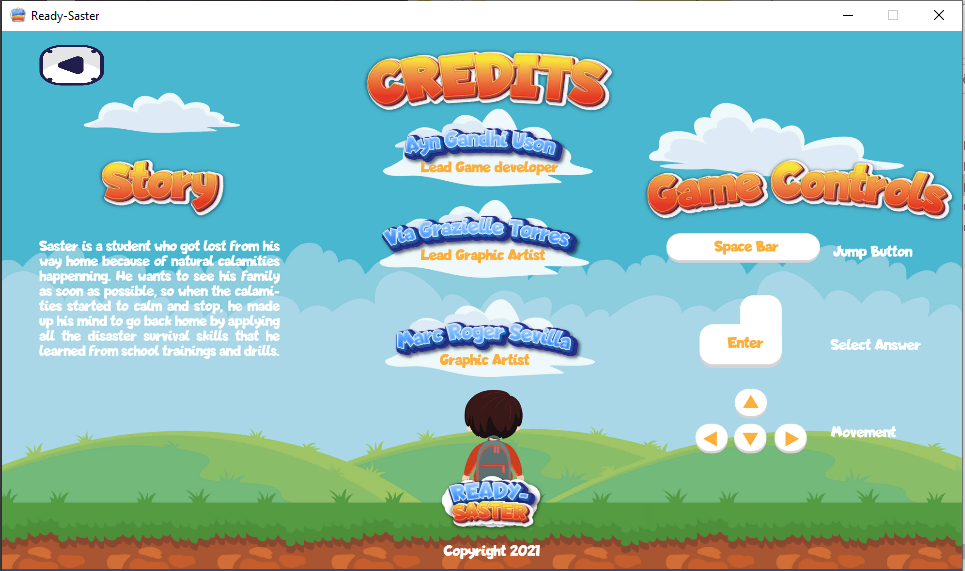 Ready-Saster
CREDITS
Story
Saster is a student who got lost from his
way home because of natural calamities
happenning. He wants to see his family
as soon as possible, so when the calami-
ties started to calm and stop, he made
up his mind to go back home by applying
all the disaster survival skills that he
learned from school trainings and drills.
Ayn Gandhi Uson
Lead Game developer
Via Grazielle Torres
Lead Graphic Artist
Marc Roger Sevilla
Graphic Artist
READY-
SASTER
Copyright 2021
Game Controls
Space Bar
Jump Button
Enter
Select Answer
Movement